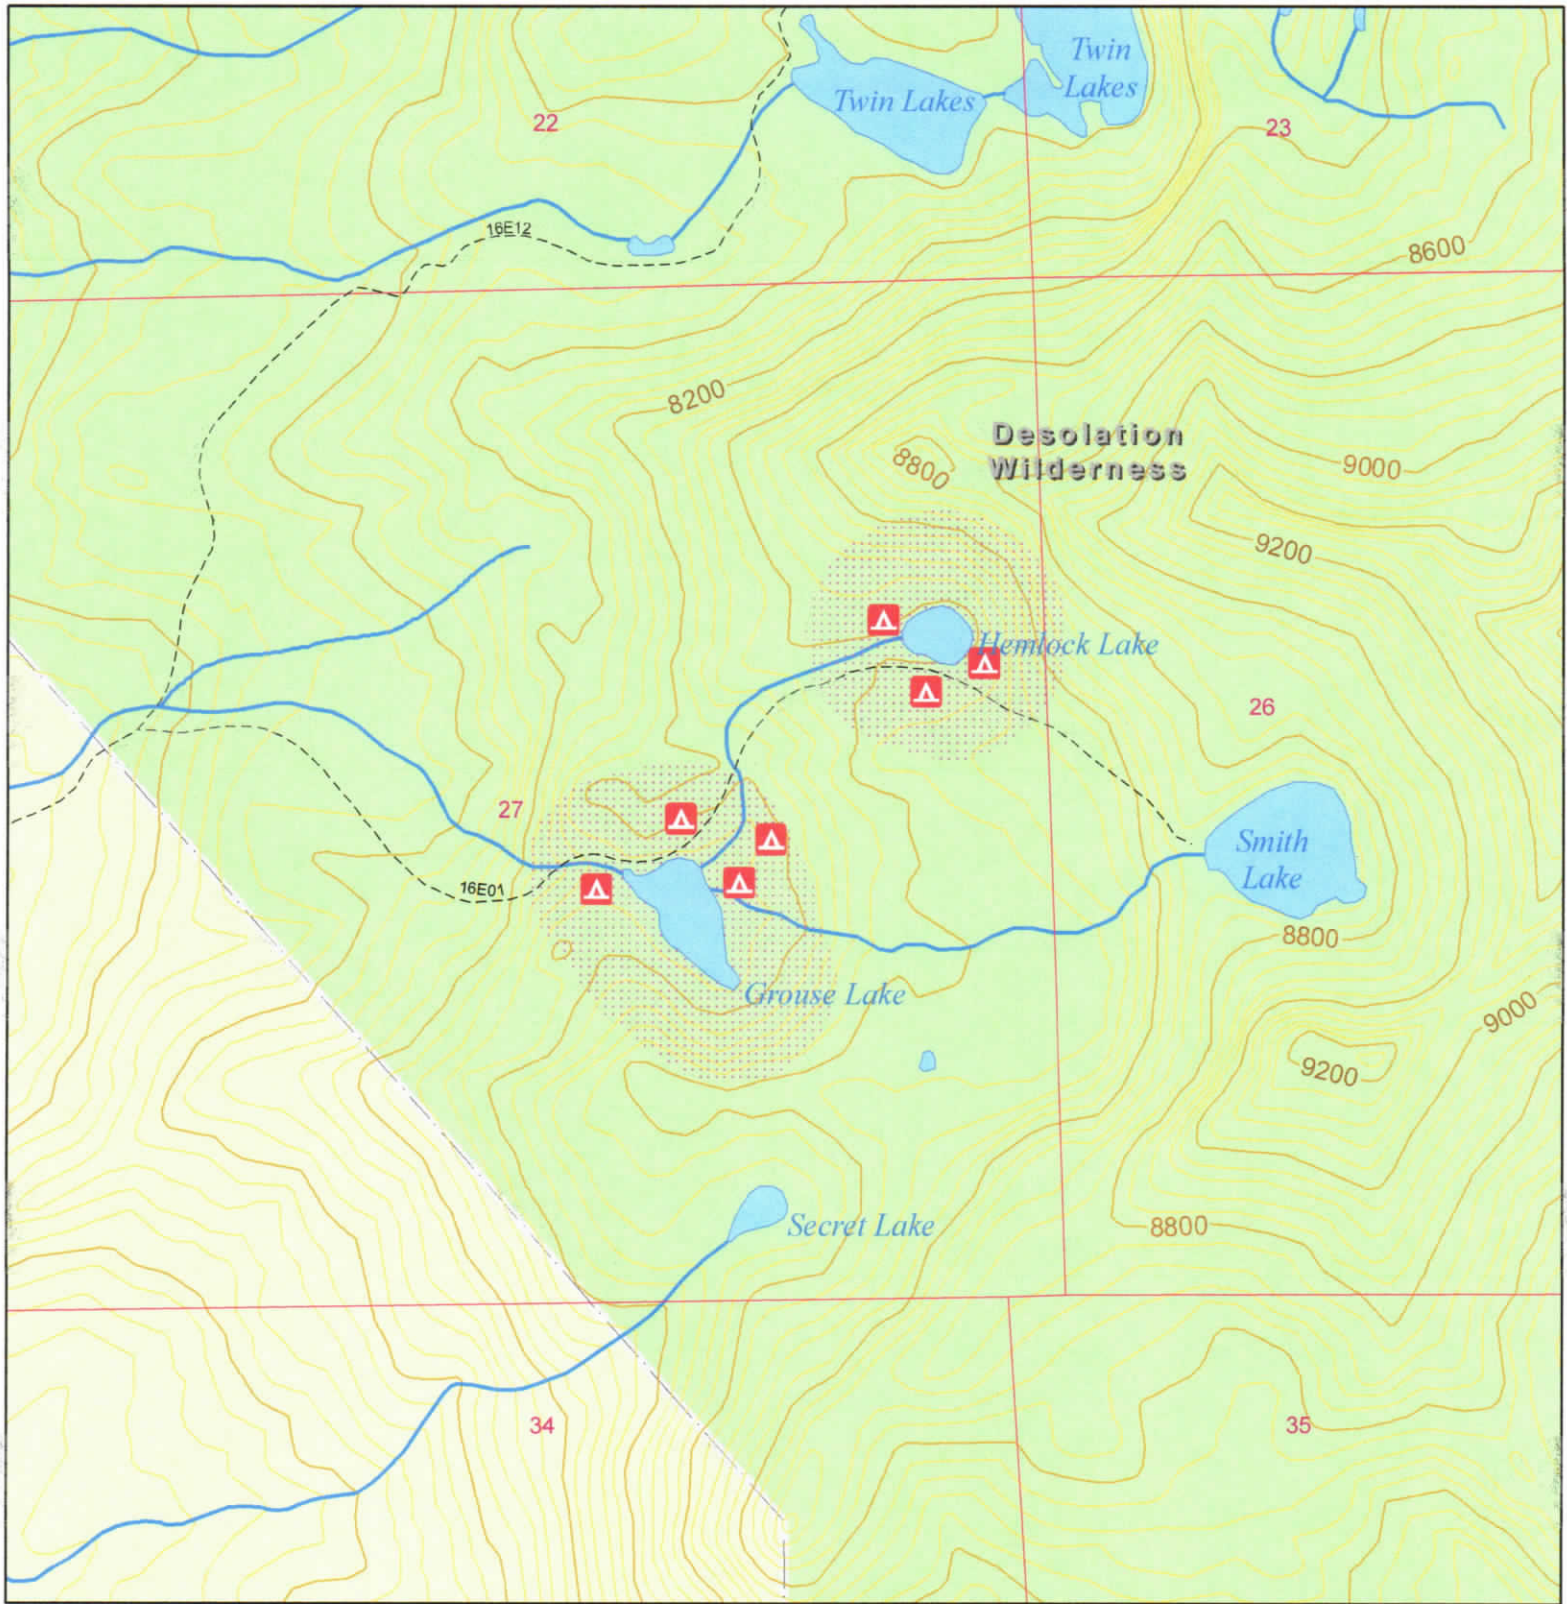 Twin
Lakes
Twin Lakes
22
23
16E12
8600
8200
Desolation
Wilderness
8800
9000
9200
Hemlock Lake
26
27
Smith
Lake
16E01
8800
Grouse Lake
9000
9200
Secret Lake
8800
34
35